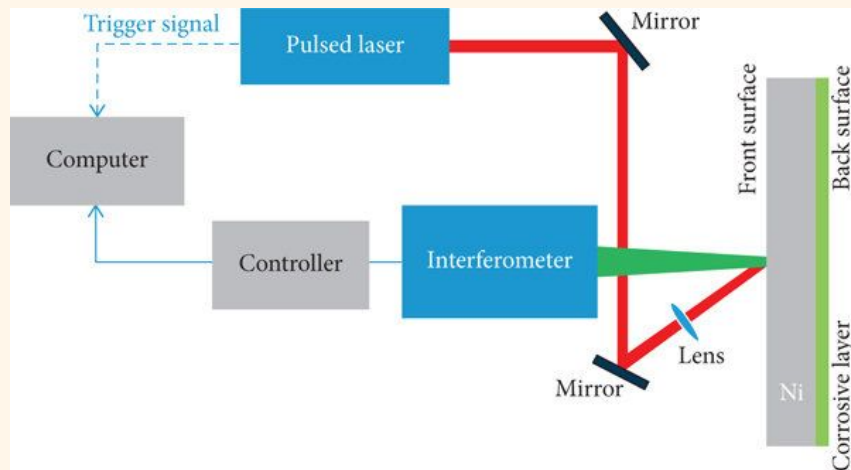 Trigger signal
Pulsed laser
Mirror
Computer
Controller
Interferometer
Front surface
Back surface
Lens
Mirror
Ni
Corrosive layer